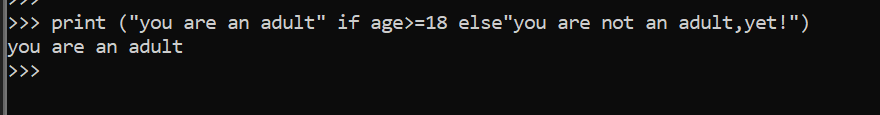 >>>
>>> print ("you are an adult" if age>=18 else"you are not an adult,yet!")
you are an adult
>>>